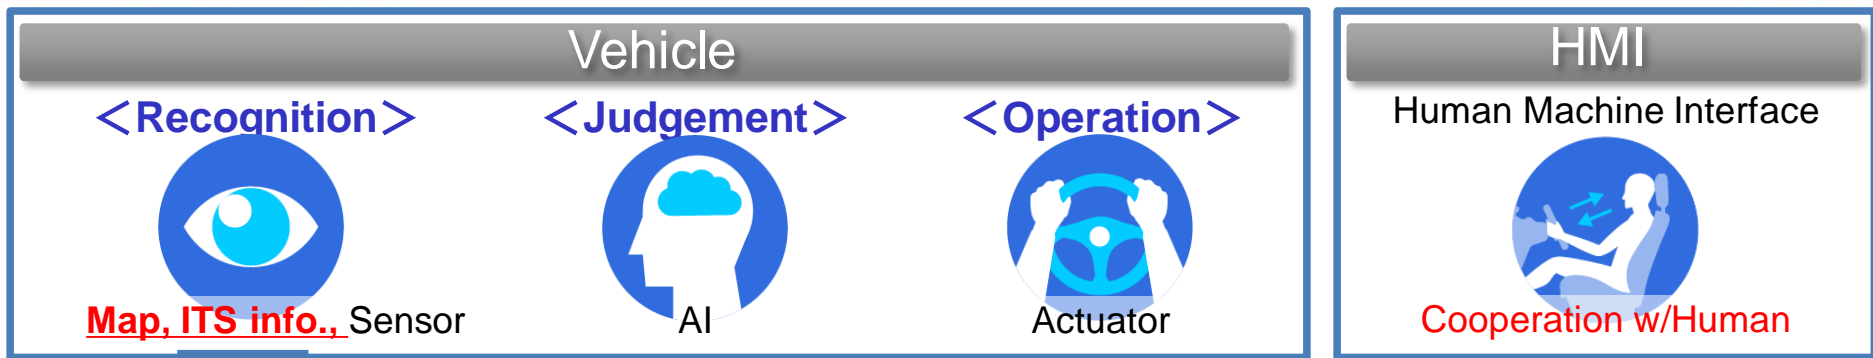 Vehicle
＜Recognition＞
＜Judgement＞
＜Operation＞
Map, ITS info., Sensor
AI
Actuator
HMI
Human Machine Interface
Cooperation w/Human